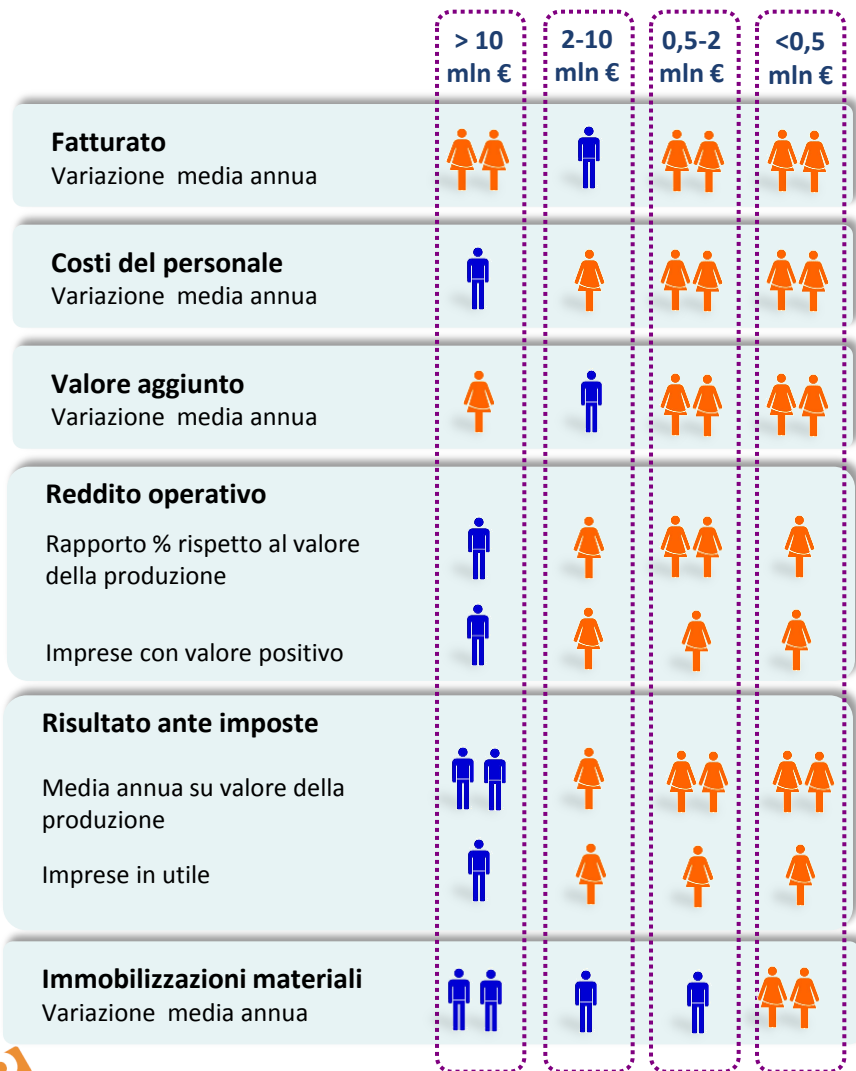 > 10 2-10 0,5-2 <0,5
mln € mln € mln € mln €
Fatturato
Variazione media annua
Costi del personale
Variazione media annua
Valore aggiunto
Variazione media annua
Reddito operativo
Rapporto % rispetto al valore
della produzione
Imprese con valore positivo
Risultato ante imposte
Media annua su valore della
produzione
Imprese in utile
Immobilizzazioni materiali
Variazione media annua